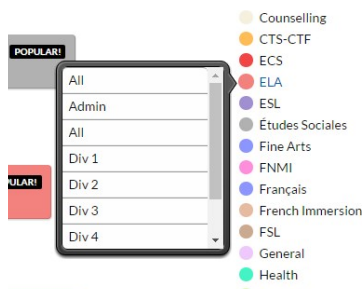 POPULAR!
PULAR!
All
Admin
All
Div 1
Div 2
Div 3
Div 4
Counselling
CTS-CTF
ECS
ELA
ESL
Études Sociales
Fine Arts
FNMI
Français
French Immersion
FSL
General
Health